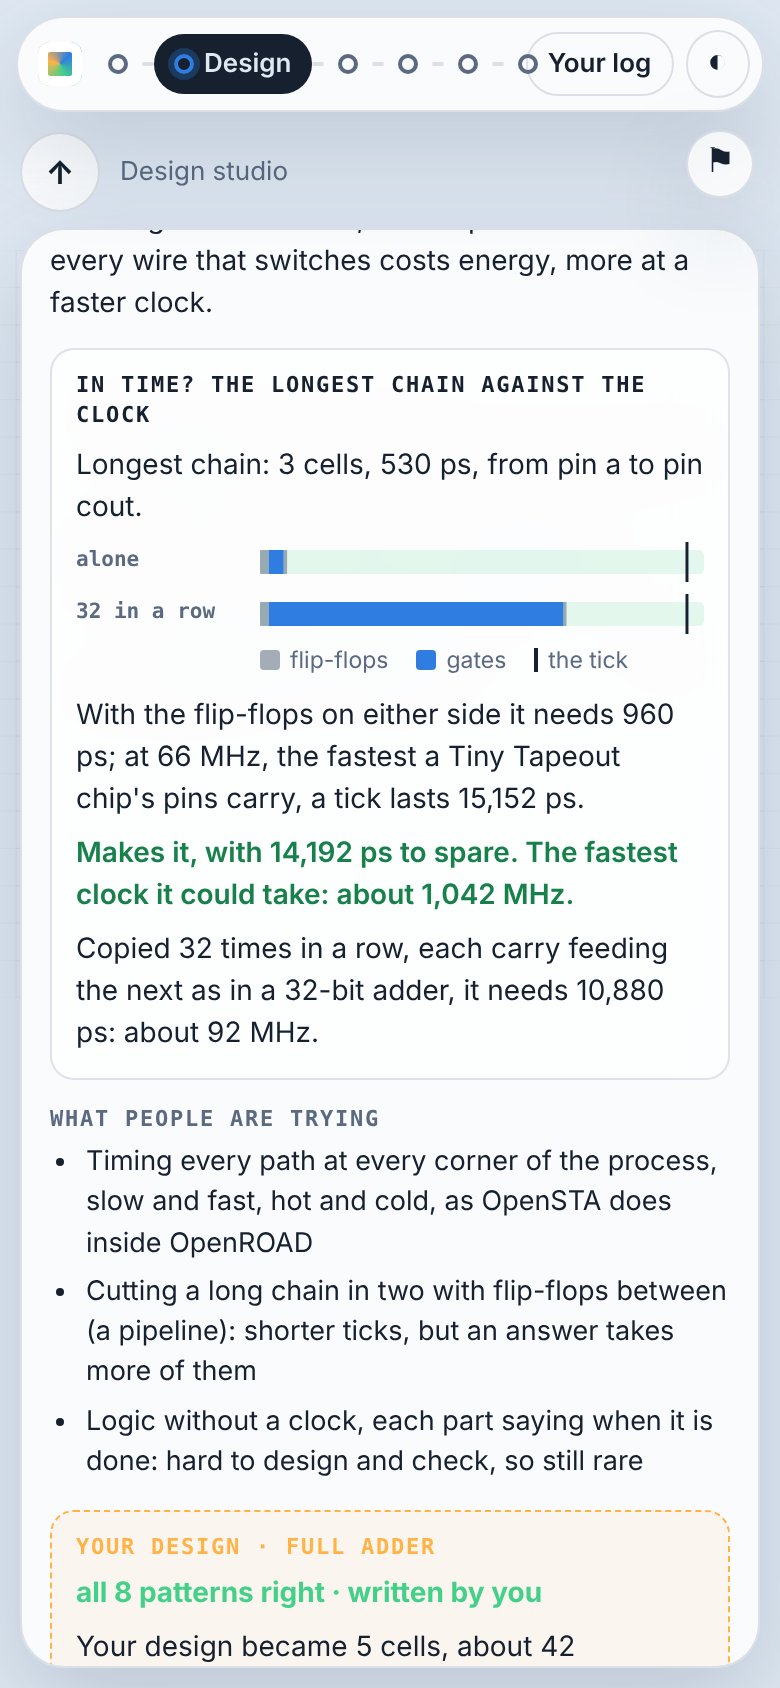 Design
Your log
Design studio
every wire that switches costs energy, more at a
faster clock.
IN TIME? THE LONGEST CHAIN AGAINST THE
CLOCK
Longest chain: 3 cells, 530 ps, from pin a to pin
cout.
alone
32 in a row
flip-flops
gates
the tick
With the flip-flops on either side it needs 960
ps; at 66 MHz, the fastest a Tiny Tapeout
chip's pins carry, a tick lasts 15,152 ps.
Makes it, with 14,192 ps to spare. The fastest
clock it could take: about 1,042 MHz.
Copied 32 times in a row, each carry feeding
the next as in a 32-bit adder, it needs 10,880
ps: about 92 MHz.
WHAT PEOPLE ARE TRYING
• Timing every path at every corner of the process,
slow and fast, hot and cold, as OpenSTA does
inside OpenROAD
• Cutting a long chain in two with flip-flops between
(a pipeline): shorter ticks, but an answer takes
more of them
• Logic without a clock, each part saying when it is
done: hard to design and check, so still rare
YOUR DESIGN · FULL ADDER
all 8 patterns right · written by you
Your design became 5 cells, about 42